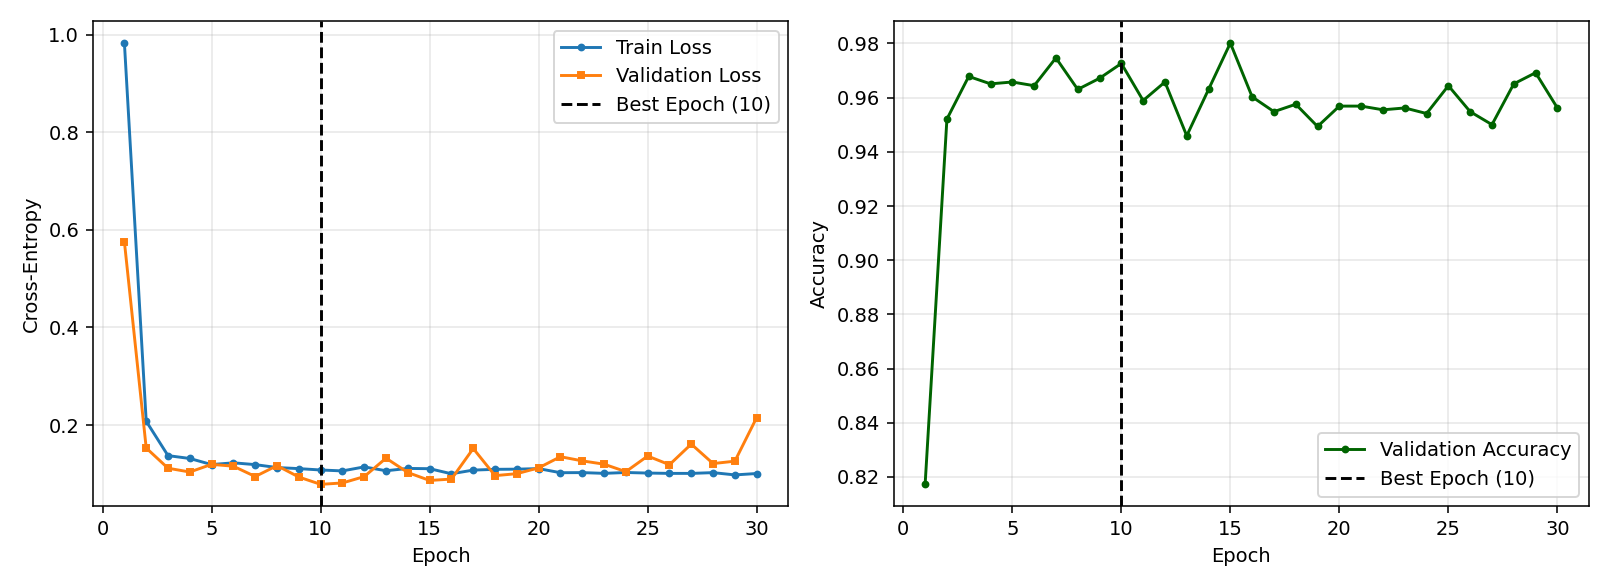 1.0
0.8
0.6
0.4
0.2
Cross-Entropy
0 5 10 15 20 25 30
Epoch
Train Loss
Validation Loss
Best Epoch (10)
0.98
0.96
0.94
0.92
0.90
0.88
0.86
0.84
0.82
Accuracy
0 5 10 15 20 25 30
Epoch
Validation Accuracy
Best Epoch (10)